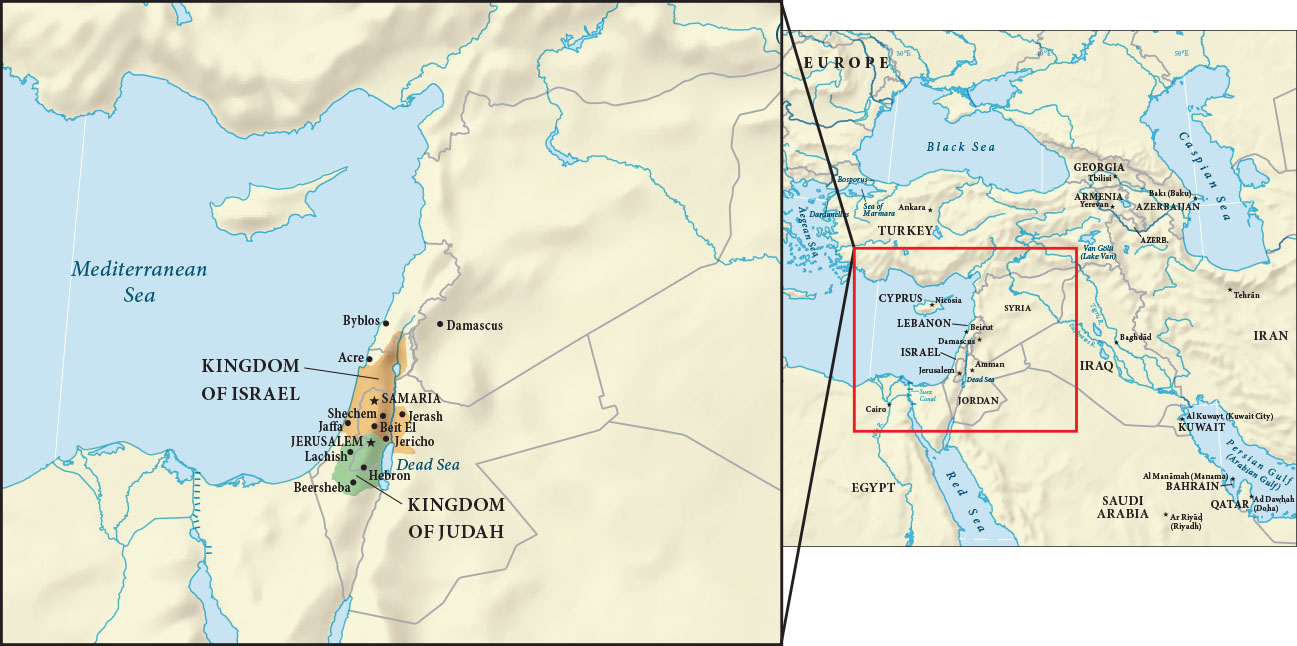 Mediterranean
Sea
Byblos
Damascus
Acre
KINGDOM
OF ISRAEL
SAMARIA
Shechem
Jerash
Jaffa
Beit El
JERUSALEM
Jericho
Lachish
Dead Sea
Hebron
Beersheba
KINGDOM
OF JUDAH
EUROPE
30°E
50°E
Black Sea
Caspian Sea
GEORGIA
Tbilisi
Bosporus
ARMENIA
Yerevan
Bakı (Baku)
AZERBAIJAN
Sea of
Marmara
Dardanelles
Aegean Sea
Ankara
TURKEY
AZERB.
Van Gölü
(Lake Van)
Tehrān
CYPRUS
Nicosia
SYRIA
LEBANON
Beirut
Tigris R.
Euphrates R.
Baghdād
IRAN
Damascus
ISRAEL
Amman
IRAQ
Jerusalem
Dead Sea
Suez
Canal
JORDAN
Cairo
Al Kuwayt (Kuwait City)
KUWAIT
Persian Gulf
(Arabian Gulf)
Al Manāmah (Manama)
BAHRAIN
EGYPT
Red Sea
SAUDI
ARABIA
QATAR
Ad Dawḥah
(Doha)
Ar Riyāḍ
(Riyadh)